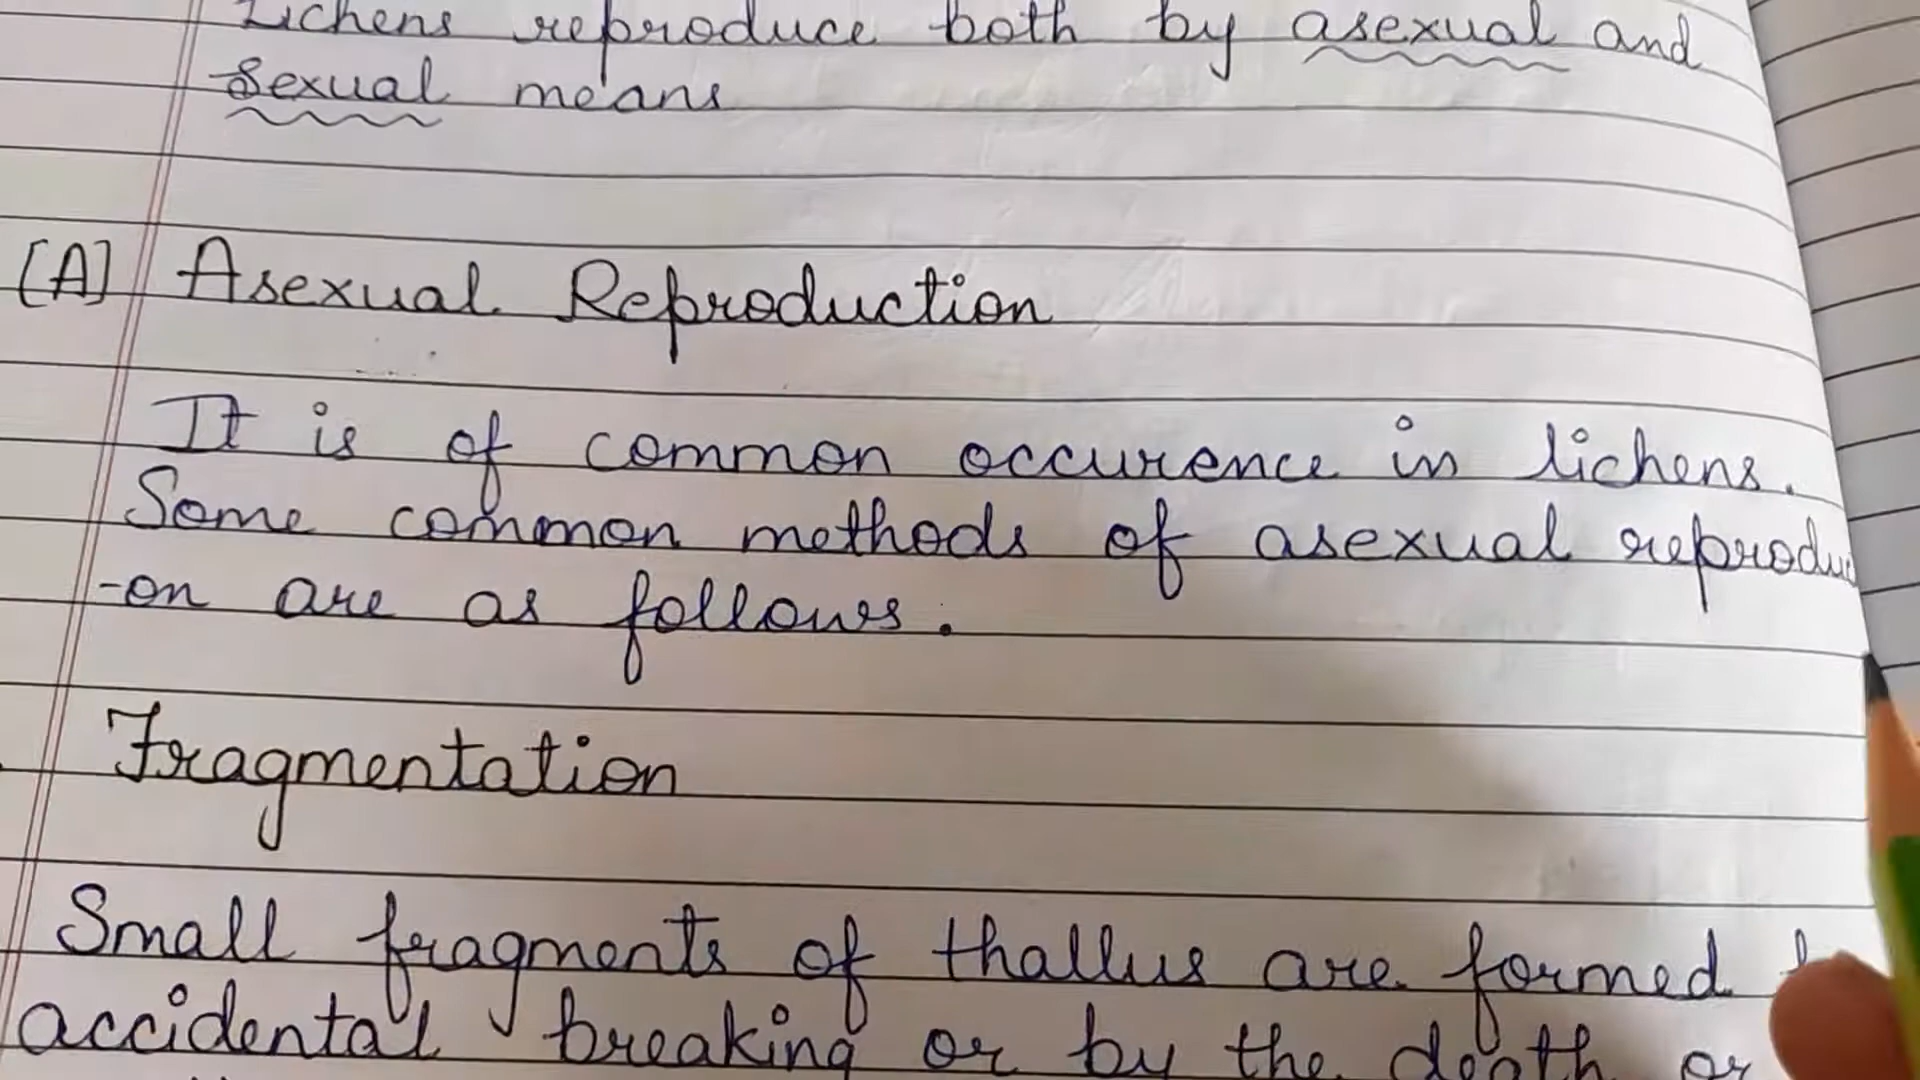 Lichens reproduce both by asexual and
Sexual means
[A] Asexual Reproduction
It is of common occurence in lichens.
Some common methods of asexual reprodu
-on are as follows.
Fragmentation
Small fragments of thallus are formed
accidental breaking or by the death or